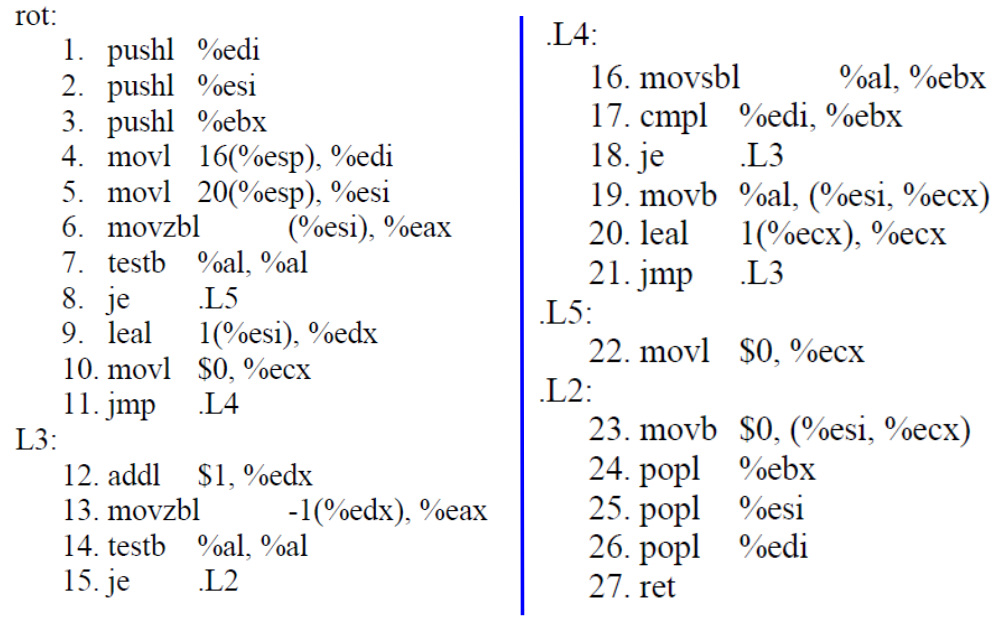 rot:
1. pushl %edi
2. pushl %esi
3. pushl %ebx
4. movl 16(%esp), %edi
5. movl 20(%esp), %esi
6. movzbl (%esi), %eax
7. testb %al, %al
8. je .L5
9. leal 1(%esi), %edx
10. movl $0, %ecx
11. jmp .L4
L3:
12. addl $1, %edx
13. movzbl -1(%edx), %eax
14. testb %al, %al
15. je .L2
.L4:
16. movsbl %al, %ebx
17. cmpl %edi, %ebx
18. je .L3
19. movb %al, (%esi, %ecx)
20. leal 1(%ecx), %ecx
21. jmp .L3
.L5:
22. movl $0, %ecx
.L2:
23. movb $0, (%esi, %ecx)
24. popl %ebx
25. popl %esi
26. popl %edi
27. ret